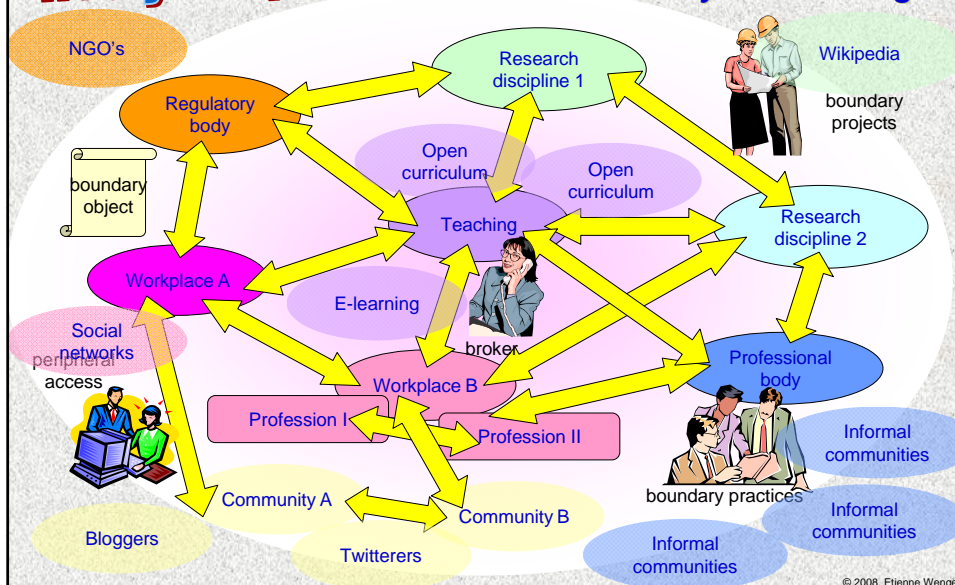 NGO's
Research
discipline 1
Wikipedia
boundary
projects
Regulatory
body
Open
curriculum
Open
curriculum
boundary
object
Teaching
Research
discipline 2
Workplace A
E-learning
Social
networks
peripheral
access
broker
Professional
body
Workplace B
Profession I
Profession II
Informal
communities
boundary practices
Community A
Community B
Informal
communities
Bloggers
Twitterers
Informal
communities
© 2008 Etienne